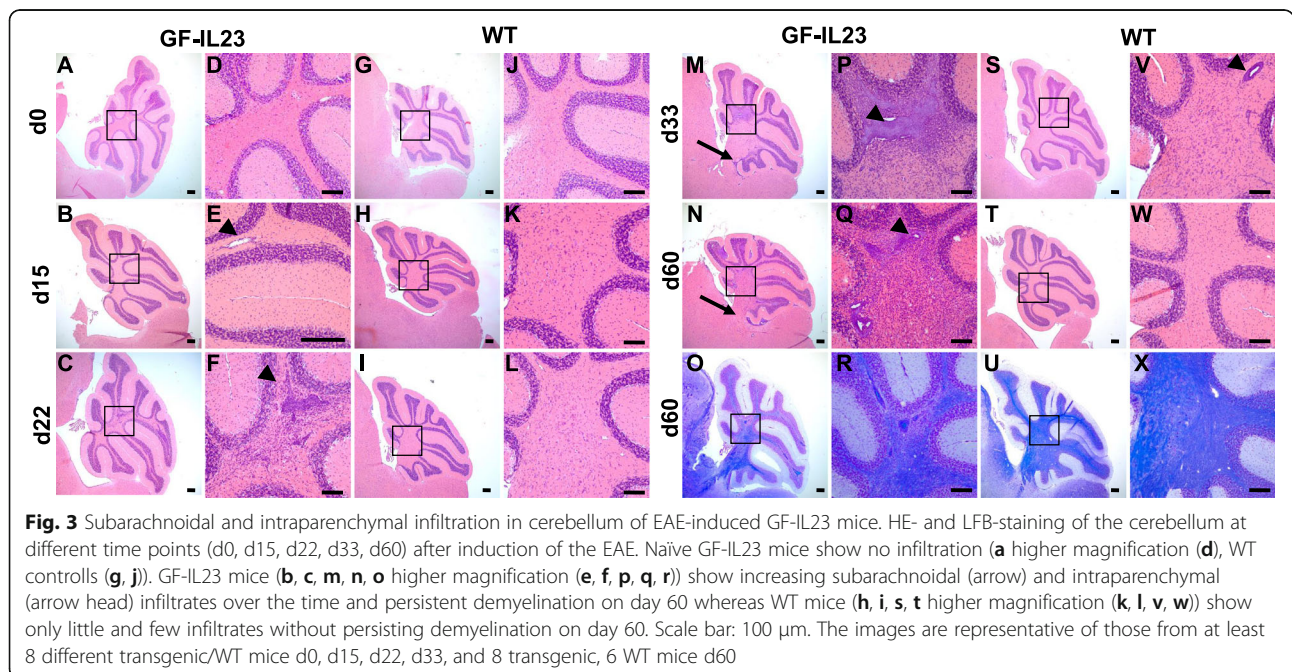 GF-IL23 WT GF-IL23 WT
A D G J M P S V
d0 d33
B E H K N Q T W
d15 d60
C F I L O R U X
d22 d60
Fig. 3 Subarachnoidal and intraparenchymal infiltration in cerebellum of EAE-induced GF-IL23 mice. HE- and LFB-staining of the cerebellum at
different time points (d0, d15, d22, d33, d60) after induction of the EAE. Naïve GF-IL23 mice show no infiltration (a higher magnification (d), WT
controlls (g, j)). GF-IL23 mice (b, c, m, n, o higher magnification (e, f, p, q, r)) show increasing subarachnoidal (arrow) and intraparenchymal
(arrow head) infiltrates over the time and persistent demyelination on day 60 whereas WT mice (h, i, s, t higher magnification (k, l, v, w)) show
only little and few infiltrates without persisting demyelination on day 60. Scale bar: 100 μm. The images are representative of those from at least
8 different transgenic/WT mice d0, d15, d22, d33, and 8 transgenic, 6 WT mice d60